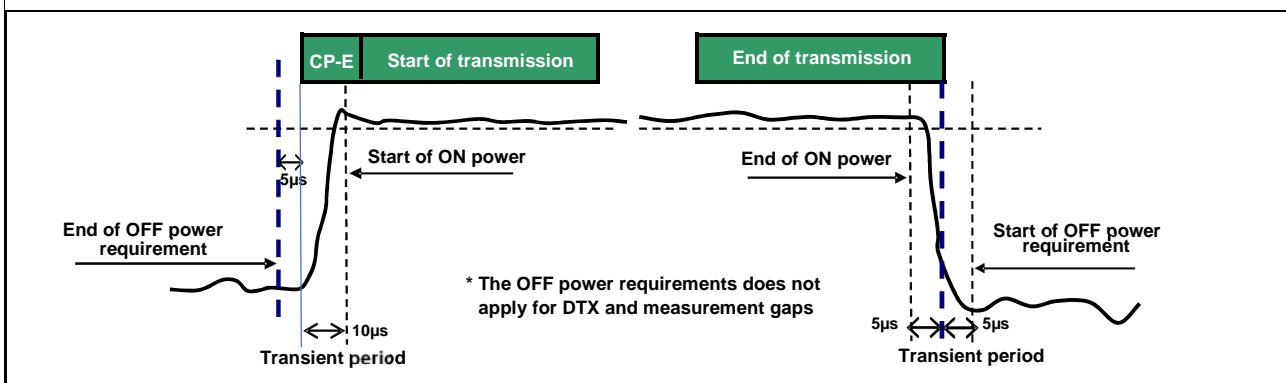 CP-E
Start of transmission
End of transmission
Start of ON power
End of ON power
5µs
End of OFF power
requirement
Start of OFF power
requirement
* The OFF power requirements does not
apply for DTX and measurement gaps
10µs
5µs
5µs
Transient period
Transient period